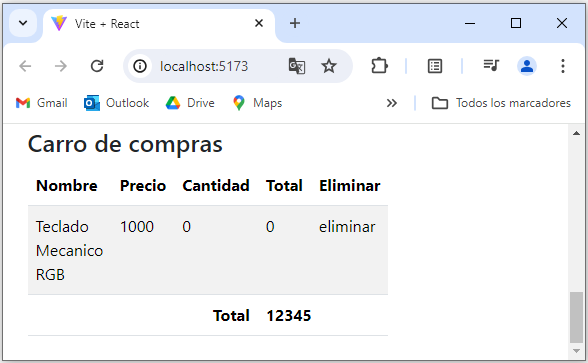 Vite + React
localhost:5173
Gmail Outlook Drive Maps Todos los marcadores
Carro de compras
Nombre Precio Cantidad Total Eliminar
Teclado 1000 0 0 eliminar
Mecanico
RGB
Total 12345